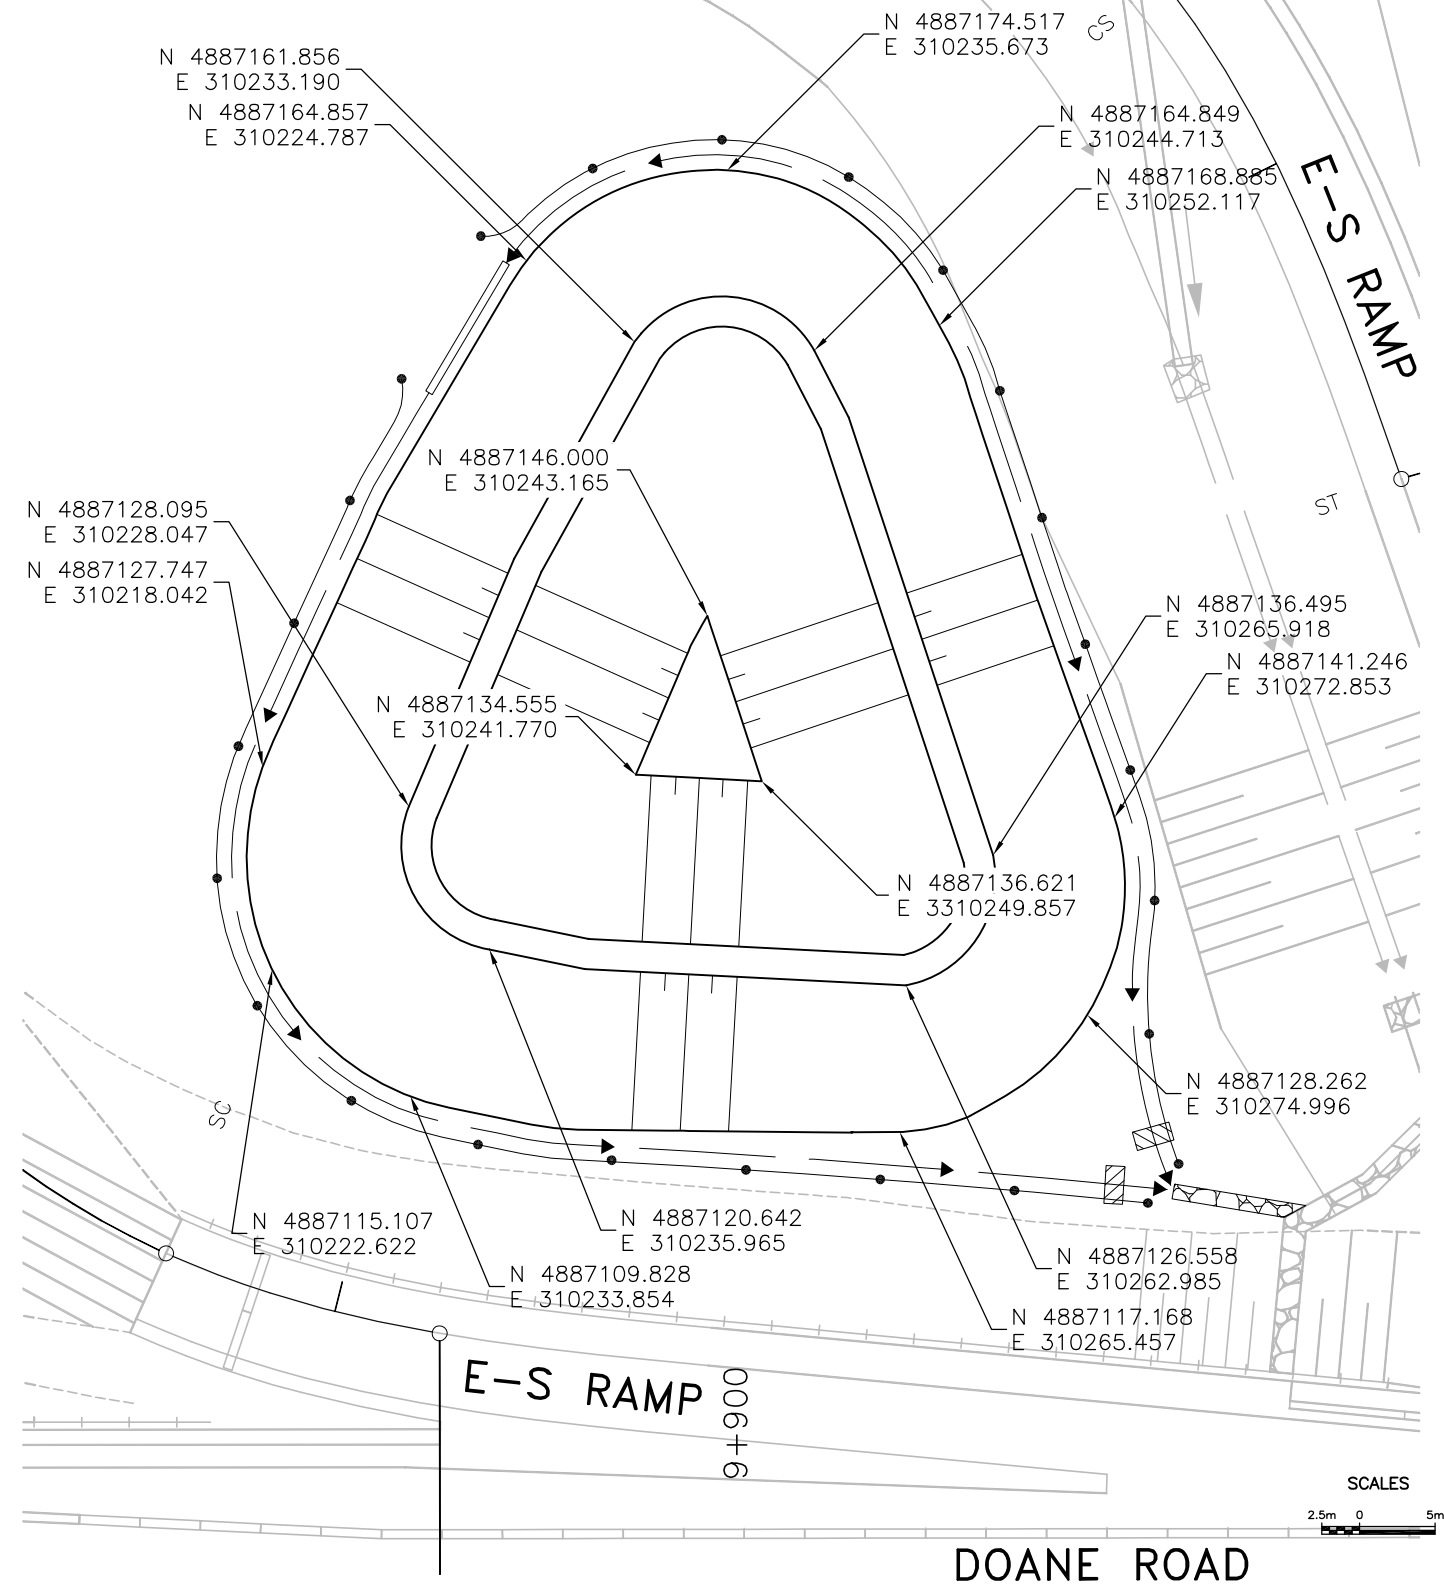 N 4887174.517
E 310235.673
CS
N 4887161.856
E 310233.190
N 4887164.857
E 310224.787
N 4887164.849
E 310244.713
N 4887168.885
E 310252.117
E-S RAMP
N 4887146.000
E 310243.165
ST
N 4887128.095
E 310228.047
N 4887127.747
E 310218.042
N 4887136.495
E 310265.918
N 4887141.246
E 310272.853
N 4887134.555
E 310241.770
N 4887136.621
E 3310249.857
N 4887128.262
E 310274.996
SC
N 4887115.107
E 310222.622
N 4887120.642
E 310235.965
N 4887126.558
E 310262.985
N 4887109.828
E 310233.854
N 4887117.168
E 310265.457
E-S RAMP
9+900
SCALES
2.5m 0 5m
DOANE ROAD